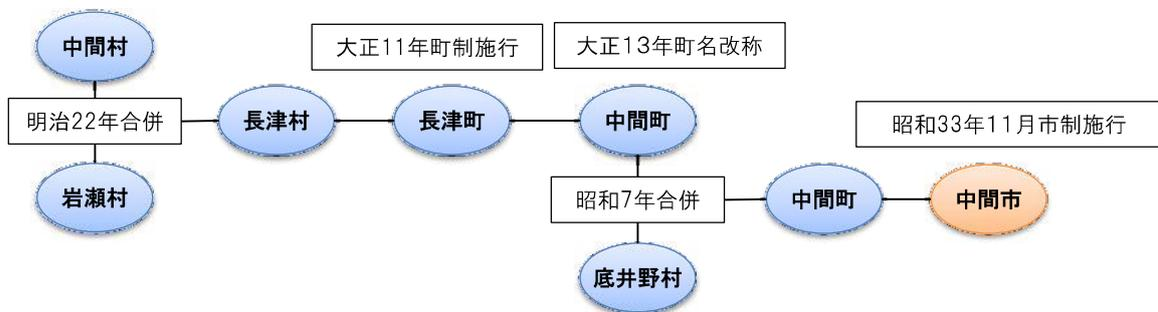 中間村
大正11年町制施行
大正13年町名改称
明治22年合併
長津村
長津町
中間町
昭和33年11月市制施行
岩瀬村
昭和7年合併
中間町
中間市
底井野村